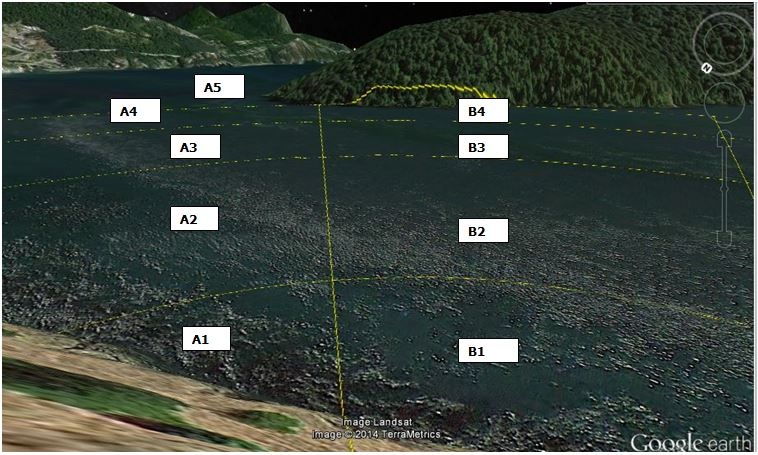 A5
A4
B4
A3
B3
A2
B2
A1
B1
N
Image Landsat
Image © 2014 TerraMetrics
Google earth